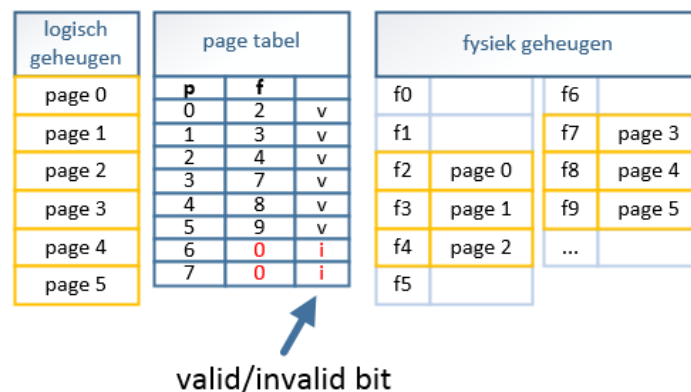 logisch
geheugen
page 0
page 1
page 2
page 3
page 4
page 5
page tabel
p f
0 2 v
1 3 v
2 4 v
3 7 v
4 8 v
5 9 v
6 0 i
7 0 i
valid/invalid bit
fysiek geheugen
f0
f1
f2 page 0
f3 page 1
f4 page 2
f5
f6
f7 page 3
f8 page 4
f9 page 5
...